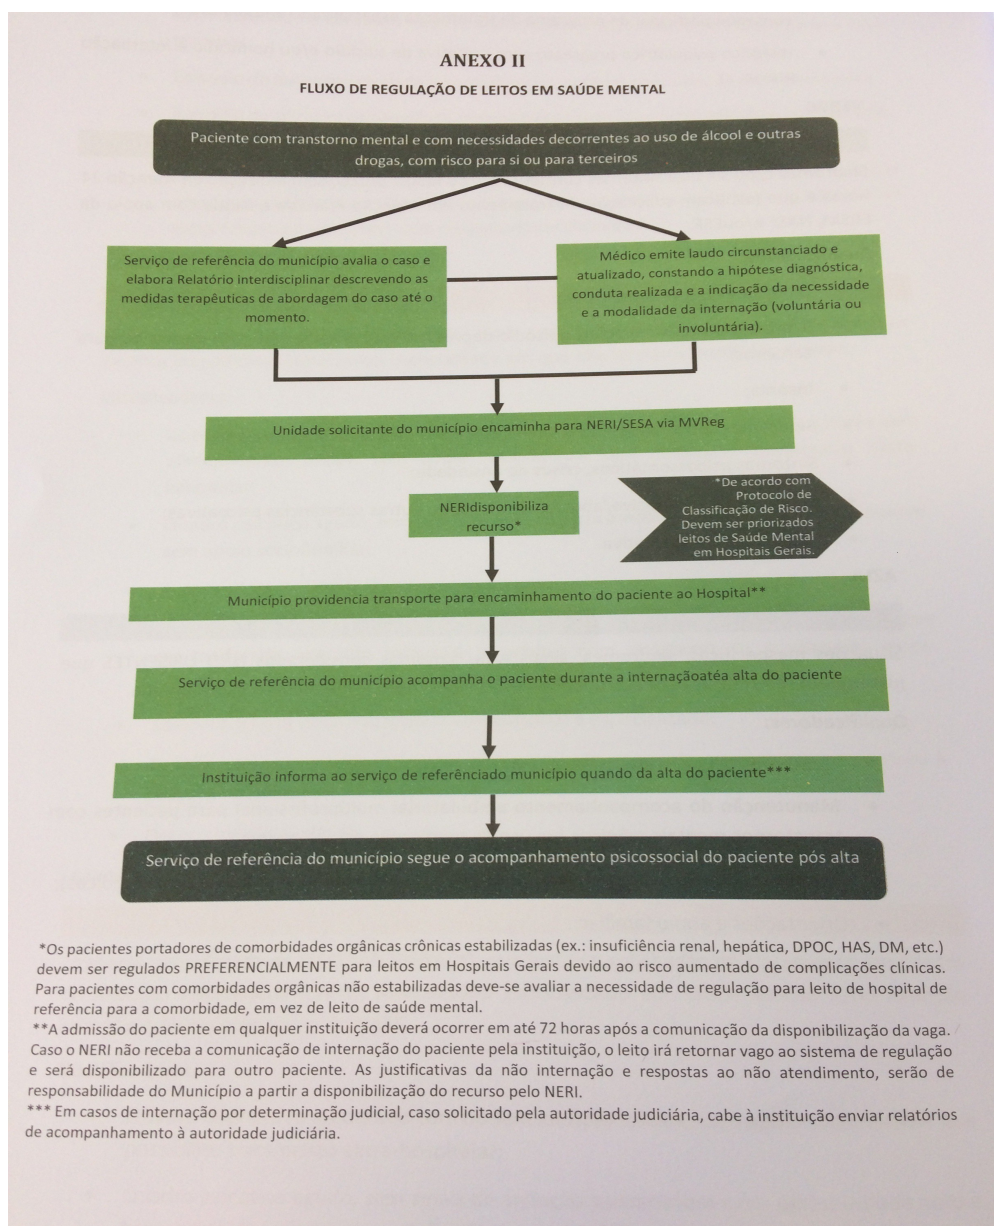 ANEXO II
FLUXO DE REGULAÇÃO DE LEITOS EM SAÚDE MENTAL
Paciente com transtorno mental e com necessidades decorrentes ao uso de álcool e outras
drogas, com risco para si ou para terceiros
Serviço de referência do município avalia o caso e
elabora Relatório interdisciplinar descrevendo as
medidas terapêuticas de abordagem do caso até o
momento.
Médico emite laudo circunstanciado e
atualizado, constando a hipótese diagnóstica,
conduta realizada e a indicação da necessidade
e a modalidade da internação (voluntária ou
involuntária).
Unidade solicitante do município encaminha para NERI/SESA via MVReg
NERIdisponibiliza
recurso*
*De acordo com
Protocolo de
Classificação de Risco.
Devem ser priorizados
leitos de Saúde Mental
em Hospitais Gerais.
Município providencia transporte para encaminhamento do paciente ao Hospital**
Serviço de referência do município acompanha o paciente durante a internaçãoatéa alta do paciente
Instituição informa ao serviço de referênciado município quando da alta do paciente***
Serviço de referência do município segue o acompanhamento psicossocial do paciente pós alta
*Os pacientes portadores de comorbidades orgânicas crônicas estabilizadas (ex.: insuficiência renal, hepática, DPOC, HAS, DM, etc.)
devem ser regulados PREFERENCIALMENTE para leitos em Hospitais Gerais devido ao risco aumentado de complicações clínicas.
Para pacientes com comorbidades orgânicas não estabilizadas deve-se avaliar a necessidade de regulação para leito de hospital de
referência para a comorbidade, em vez de leito de saúde mental.
**A admissão do paciente em qualquer instituição deverá ocorrer em até 72 horas após a comunicação da disponibilização da vaga.
Caso o NERI não receba a comunicação de internação do paciente pela instituição, o leito irá retornar vago ao sistema de regulação
e será disponibilizado para outro paciente. As justificativas da não internação e respostas ao não atendimento, serão de
responsabilidade do Município a partir a disponibilização do recurso pelo NERI.
*** Em casos de internação por determinação judicial, caso solicitado pela autoridade judiciária, cabe à instituição enviar relatórios
de acompanhamento à autoridade judiciária.